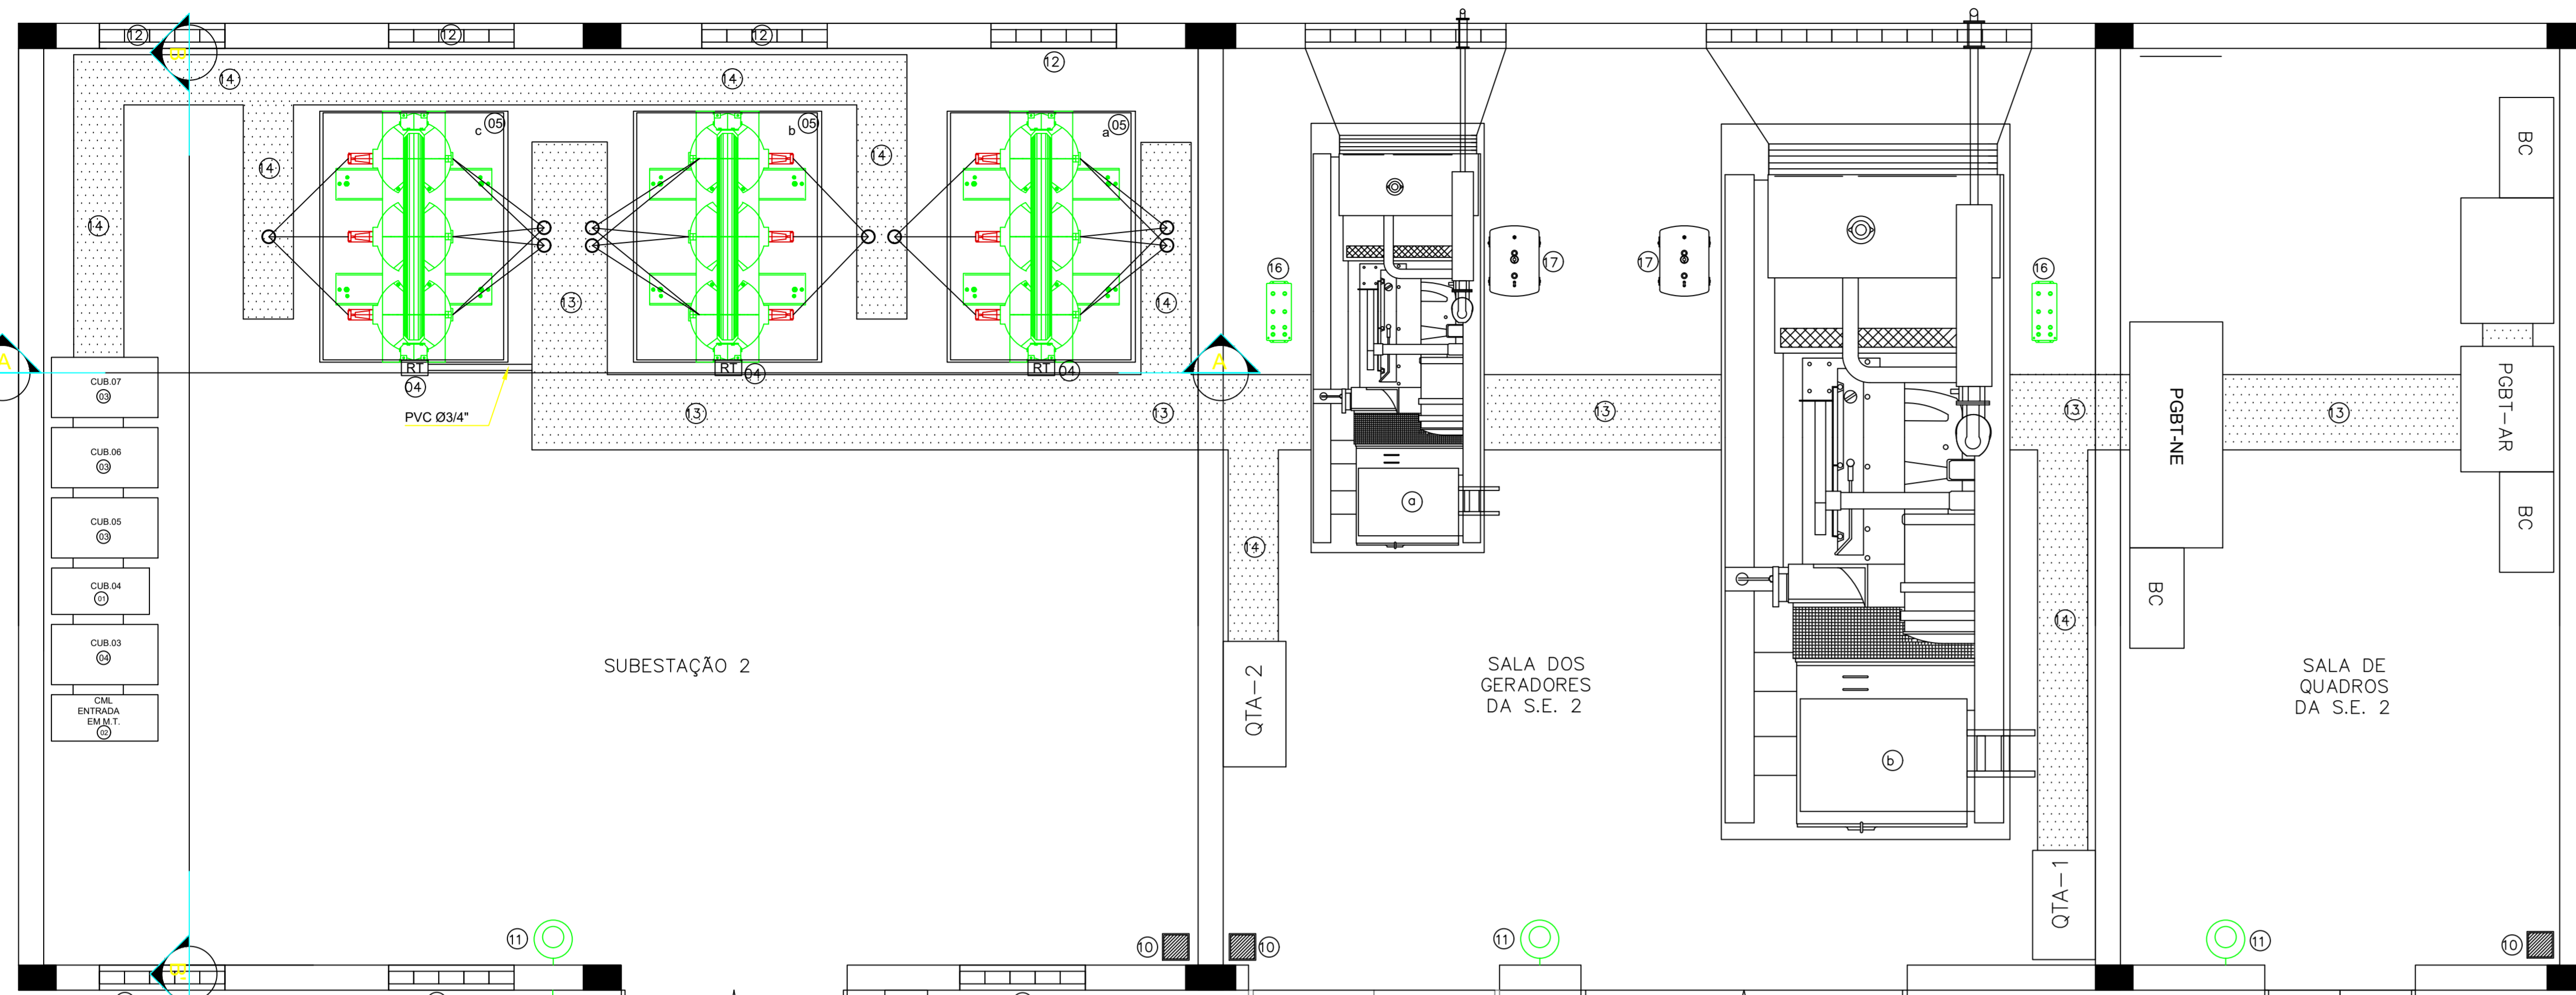 12
12
12
12
B
14
14
c
05
b
05
a
05
BC
14
14
14
13
14
16
17
17
16
A
CUB.07
03
RT
04
RT
04
RT
04
A
PVC Ø3/4"
13
13
13
13
13
PGBT-NE
PGBT-AR
CUB.06
03
CUB.05
03
a
BC
14
CUB.04
01
BC
CUB.03
04
14
SUBESTAÇÃO 2
SALA DOS
GERADORES
DA S.E. 2
SALA DE
QUADROS
DA S.E. 2
CML
ENTRADA
EM M.T.
02
QTA-2
b
QTA-1
11
10
10
11
11
10
B